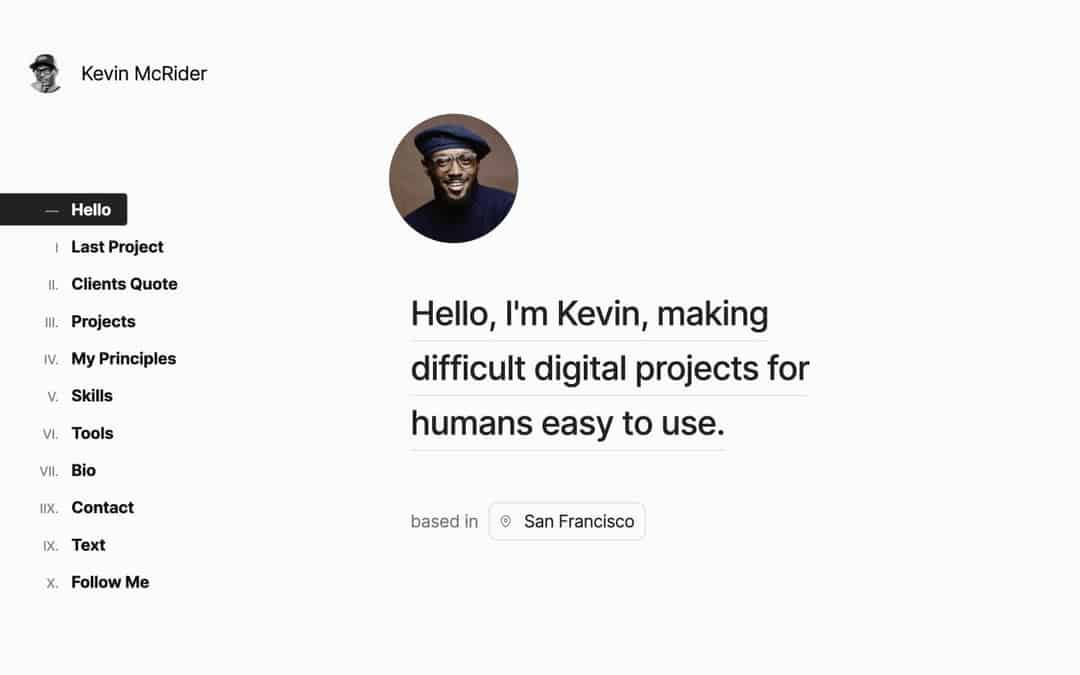 Kevin McRider
— Hello
I Last Project
II. Clients Quote
III. Projects
IV. My Principles
V. Skills
VI. Tools
VII. Bio
IIX. Contact
IX. Text
X. Follow Me
Hello, I'm Kevin, making
difficult digital projects for
humans easy to use.
based in San Francisco